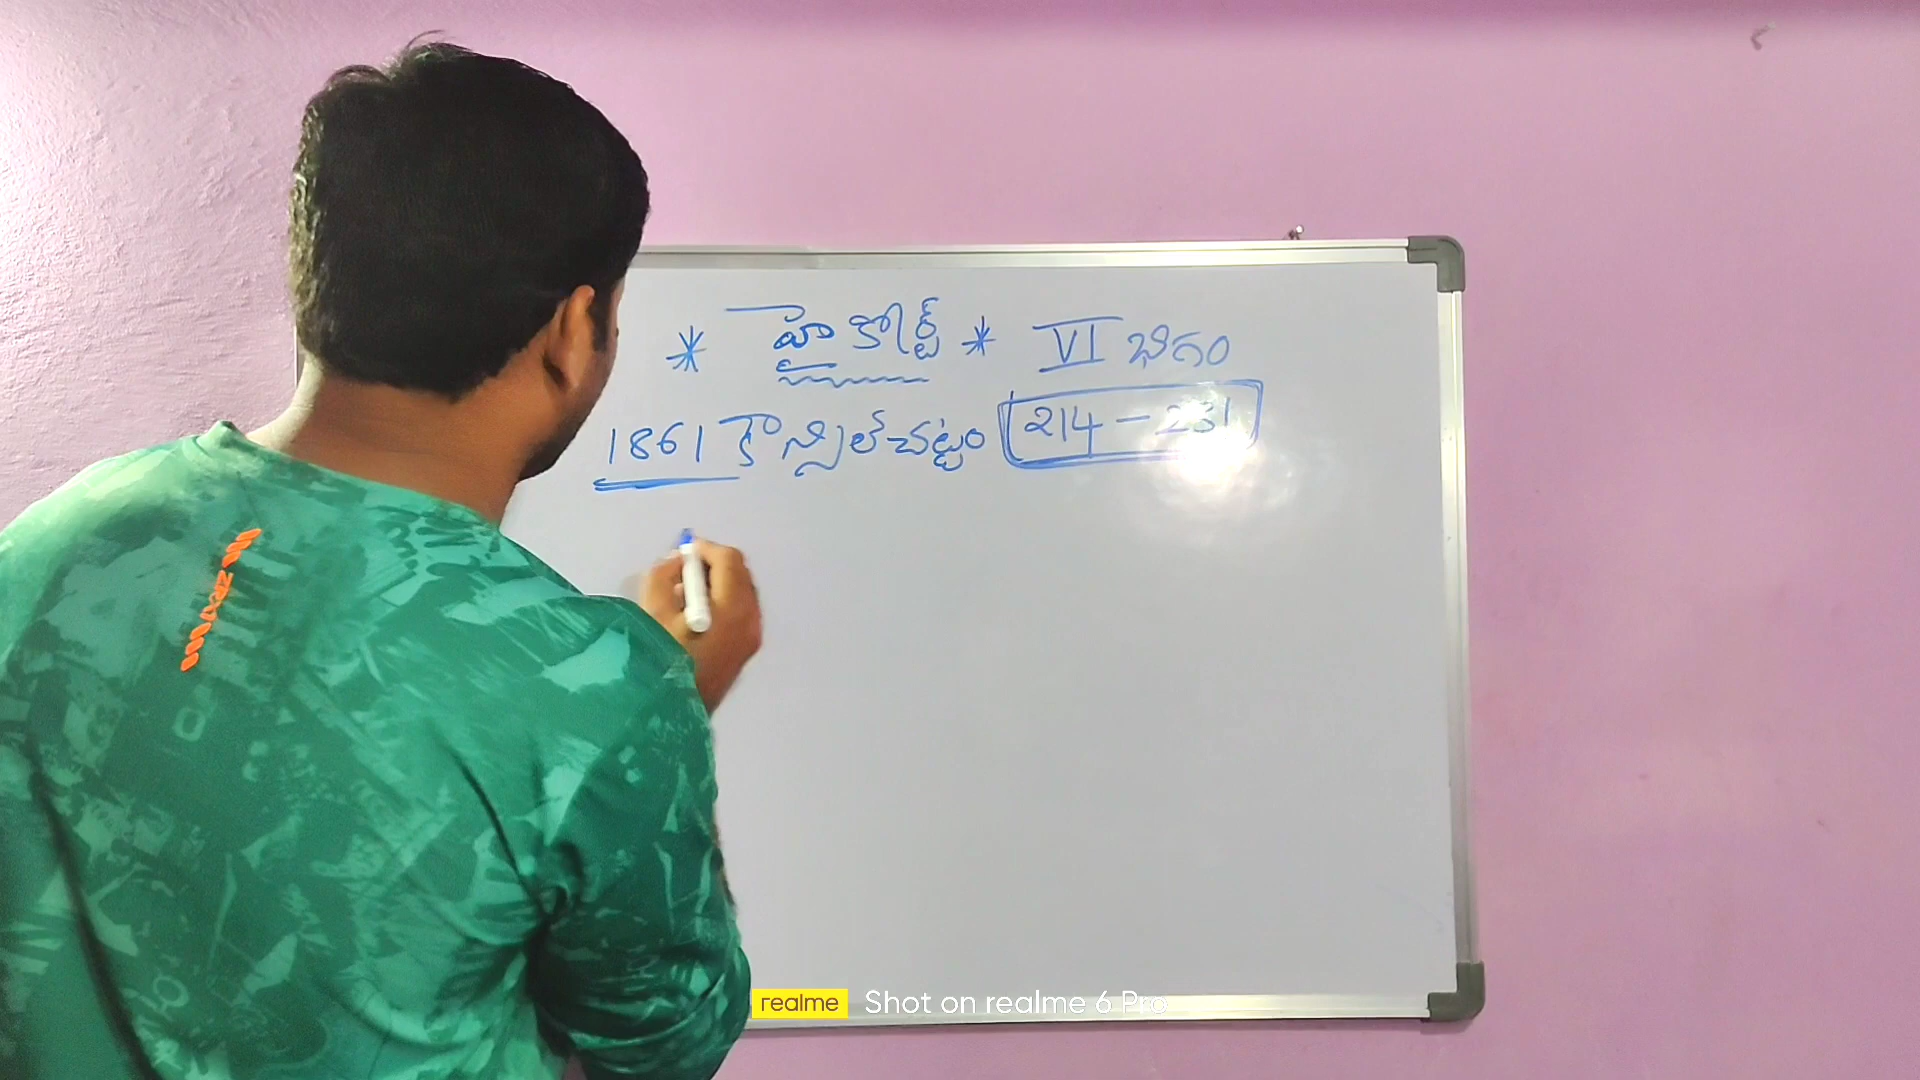 * హై కోర్ట్ * VI భాగం
1861 కౌన్సిల్ చట్టం 214 - 231
realme Shot on realme 6 Pro